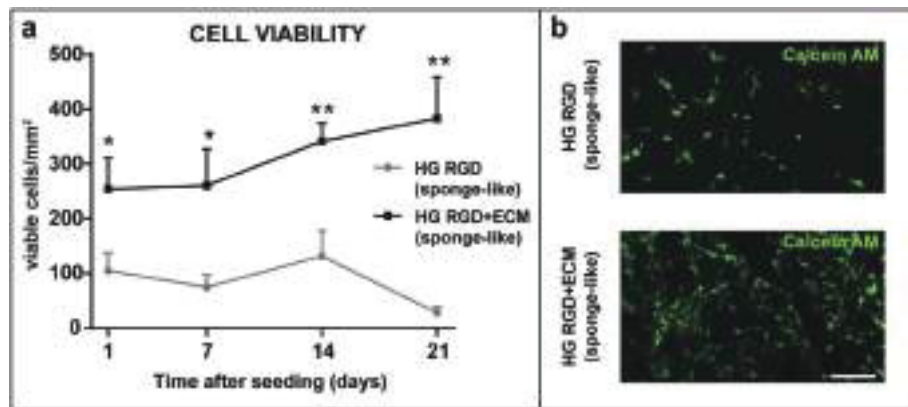 a
CELL VIABILITY
500
400
300
200
100
0
viable cells/mm²
*
*
**
**
HG RGD
(sponge-like)
HG RGD+ECM
(sponge-like)
1 7 14 21
Time after seeding (days)
b
HG RGD
(sponge-like)
Calcein AM
HG RGD+ECM
(sponge-like)
Calcein AM